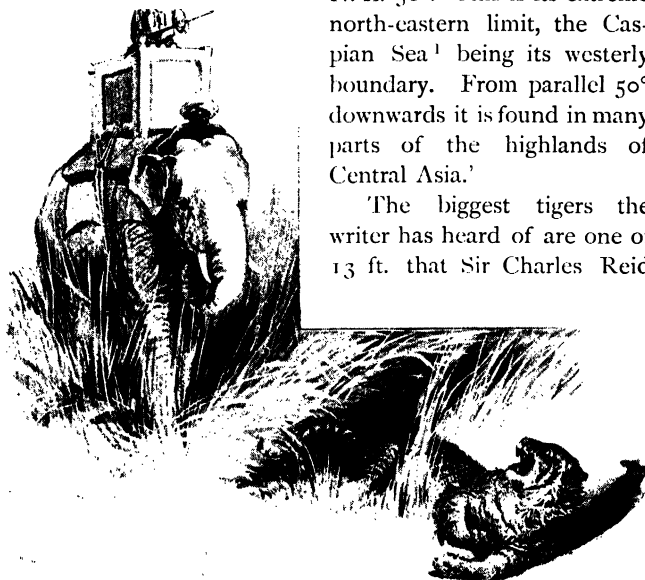 north-eastern limit, the Cas-
pian Sea¹ being its westerly
boundary. From parallel 50°
downwards it is found in many
parts of the highlands of
Central Asia.'
The biggest tigers the
writer has heard of are one of
13 ft. that Sir Charles Reid